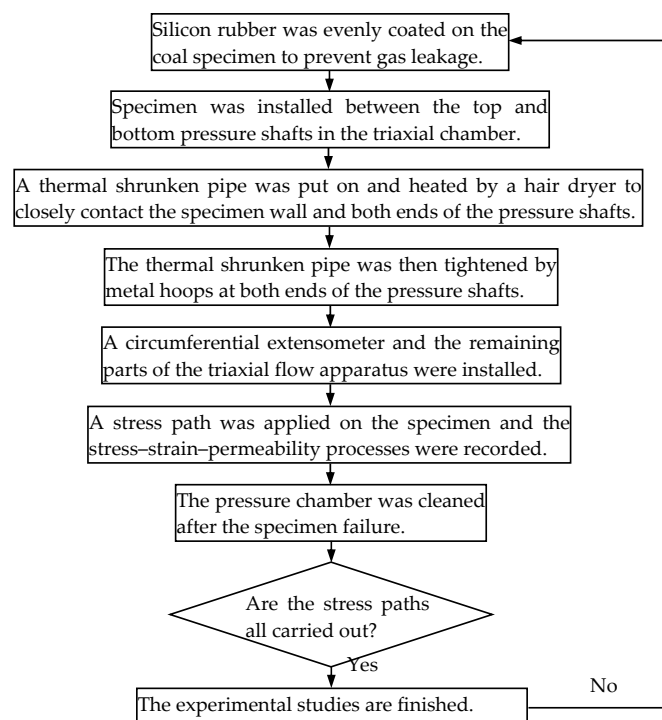 Silicon rubber was evenly coated on the
coal specimen to prevent gas leakage.
Specimen was installed between the top and
bottom pressure shafts in the triaxial chamber.
A thermal shrunken pipe was put on and heated by a hair dryer to
closely contact the specimen wall and both ends of the pressure shafts.
The thermal shrunken pipe was then tightened by
metal hoops at both ends of the pressure shafts.
A circumferential extensometer and the remaining
parts of the triaxial flow apparatus were installed.
A stress path was applied on the specimen and the
stress–strain–permeability processes were recorded.
The pressure chamber was cleaned
after the specimen failure.
Are the stress paths
all carried out?
Yes
No
The experimental studies are finished.